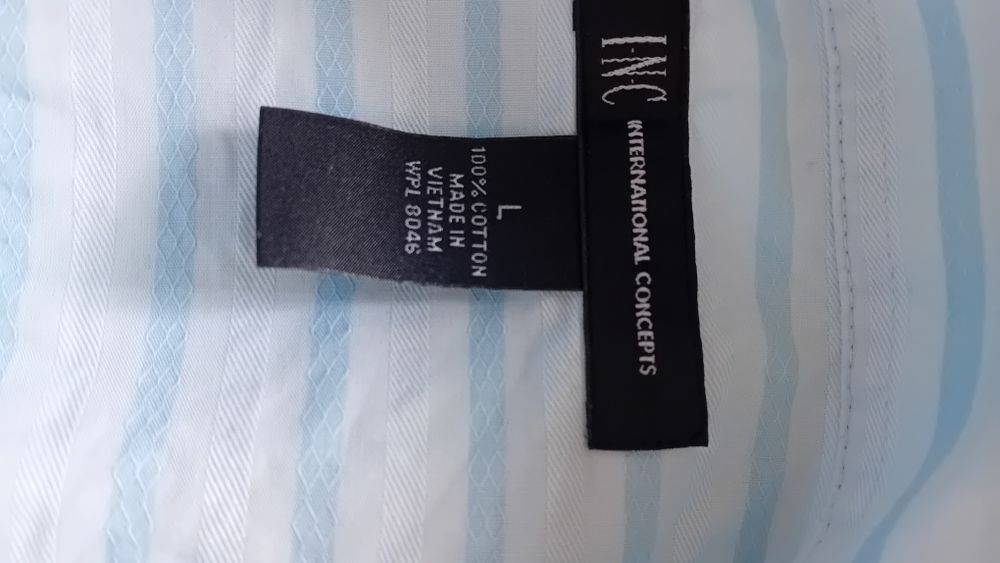 I·N·C
INTERNATIONAL CONCEPTS
L
100% COTTON
MADE IN
VIETNAM
WPL 8046